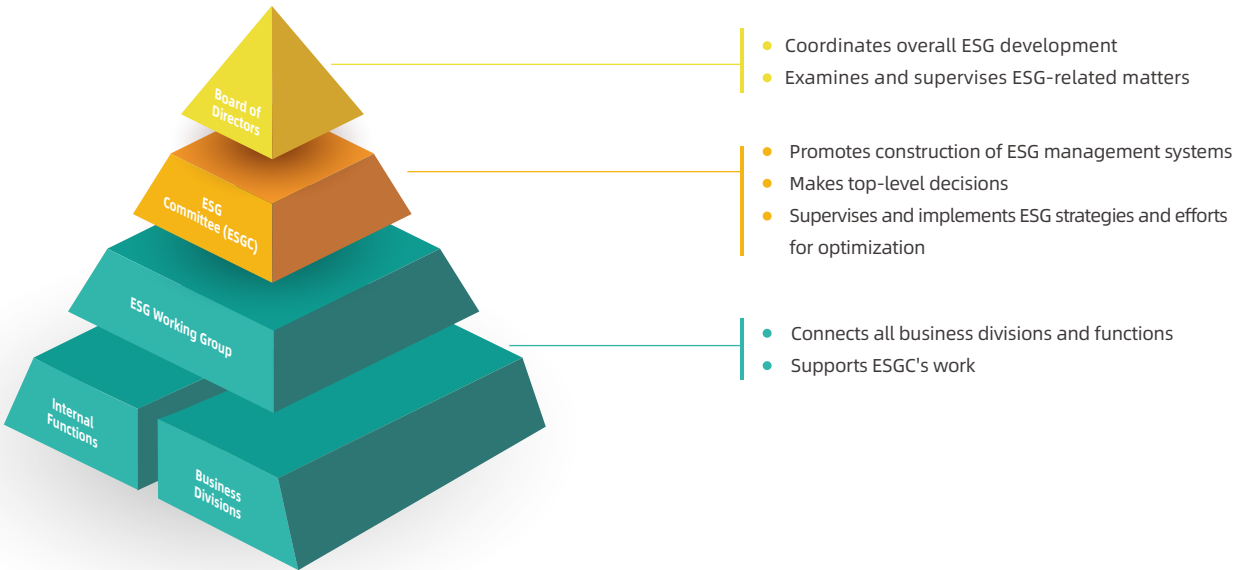 Board of
Directors
Coordinates overall ESG development
Examines and supervises ESG-related matters
ESG
Committee (ESGC)
Promotes construction of ESG management systems
Makes top-level decisions
Supervises and implements ESG strategies and efforts
for optimization
ESG Working Group
Connects all business divisions and functions
Supports ESGC's work
Internal
Functions
Business
Divisions